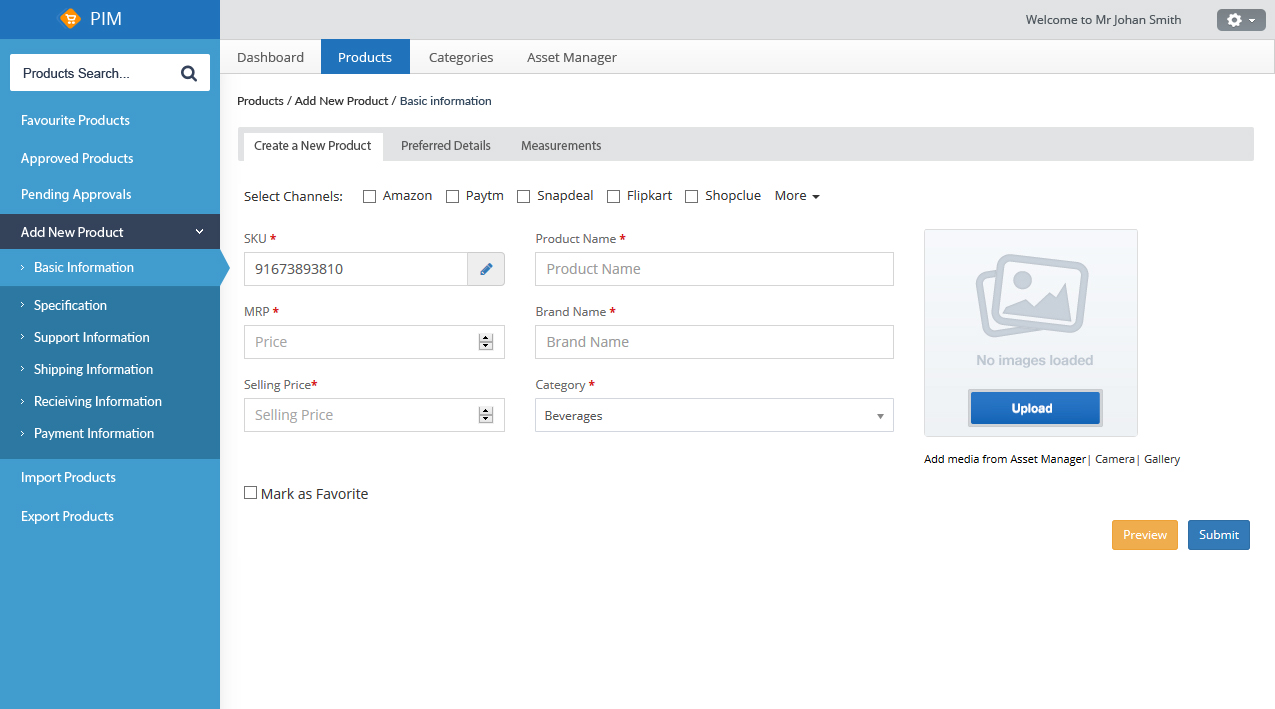 PIM
Welcome to Mr Johan Smith
Dashboard Products Categories Asset Manager
Products Search...
Favourite Products
Approved Products
Pending Approvals
Add New Product
Basic Information
Specification
Support Information
Shipping Information
Recieiving Information
Payment Information
Import Products
Export Products
Products / Add New Product / Basic information
Create a New Product Preferred Details Measurements
Select Channels: Amazon Paytm Snapdeal Flipkart Shopclue More
SKU * Product Name *
91673893810 Product Name
MRP * Brand Name *
Price Brand Name
Selling Price* Category *
Selling Price Beverages
No images loaded
Upload
Add media from Asset Manager| Camera| Gallery
Mark as Favorite
Preview Submit